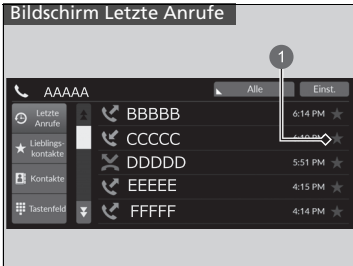 Bildschirm Letzte Anrufe
1
AAAAA
Alle
Einst.
Letzte
Anrufe
Lieblings-
kontakte
Kontakte
Tastenfeld
BBBBB 6:14 PM
CCCCC
DDDDD 5:51 PM
EEEEE 4:15 PM
FFFFF 4:14 PM